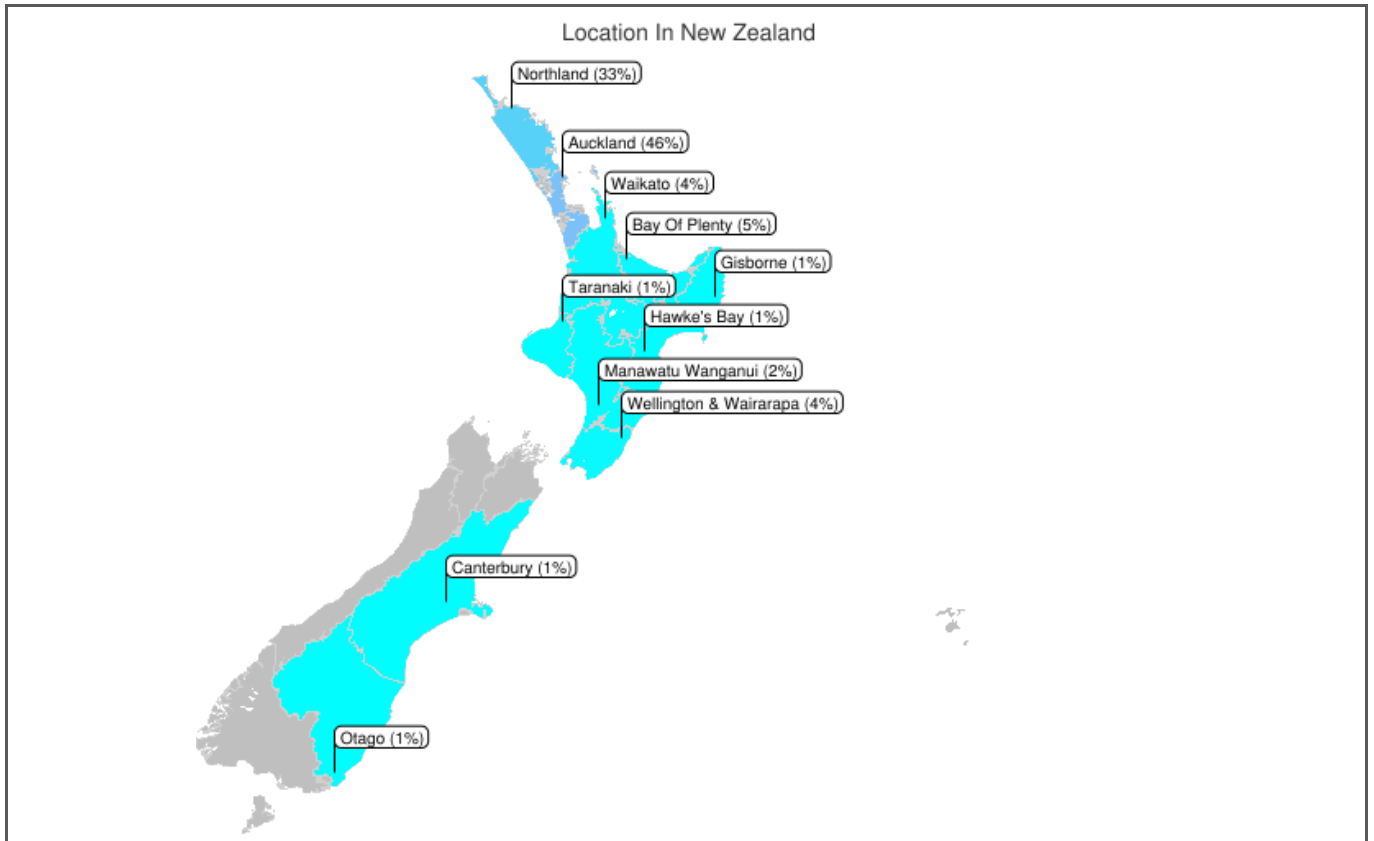 Location In New Zealand
Northland (33%)
Auckland (46%)
Waikato (4%)
Bay Of Plenty (5%)
Gisborne (1%)
Taranaki (1%)
Hawke's Bay (1%)
Manawatu Wanganui (2%)
Wellington & Wairarapa (4%)
Canterbury (1%)
Otago (1%)